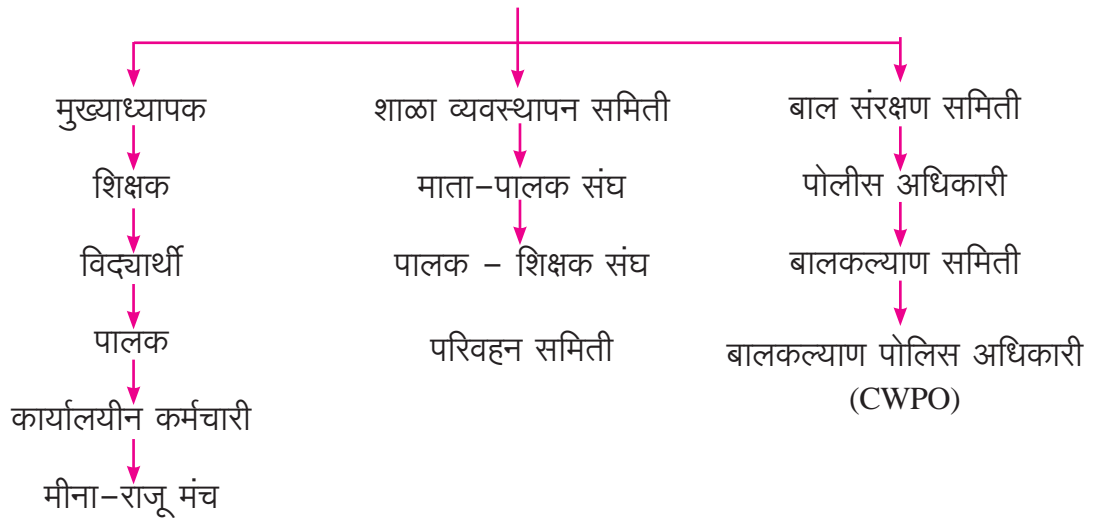 मुख्याध्यापक
शिक्षक
विद्यार्थी
पालक
कार्यालयीन कर्मचारी
मीना-राजू मंच
शाळा व्यवस्थापन समिती
माता-पालक संघ
पालक - शिक्षक संघ
परिवहन समिती
बाल संरक्षण समिती
पोलीस अधिकारी
बालकल्याण समिती
बालकल्याण पोलिस अधिकारी
(CWPO)